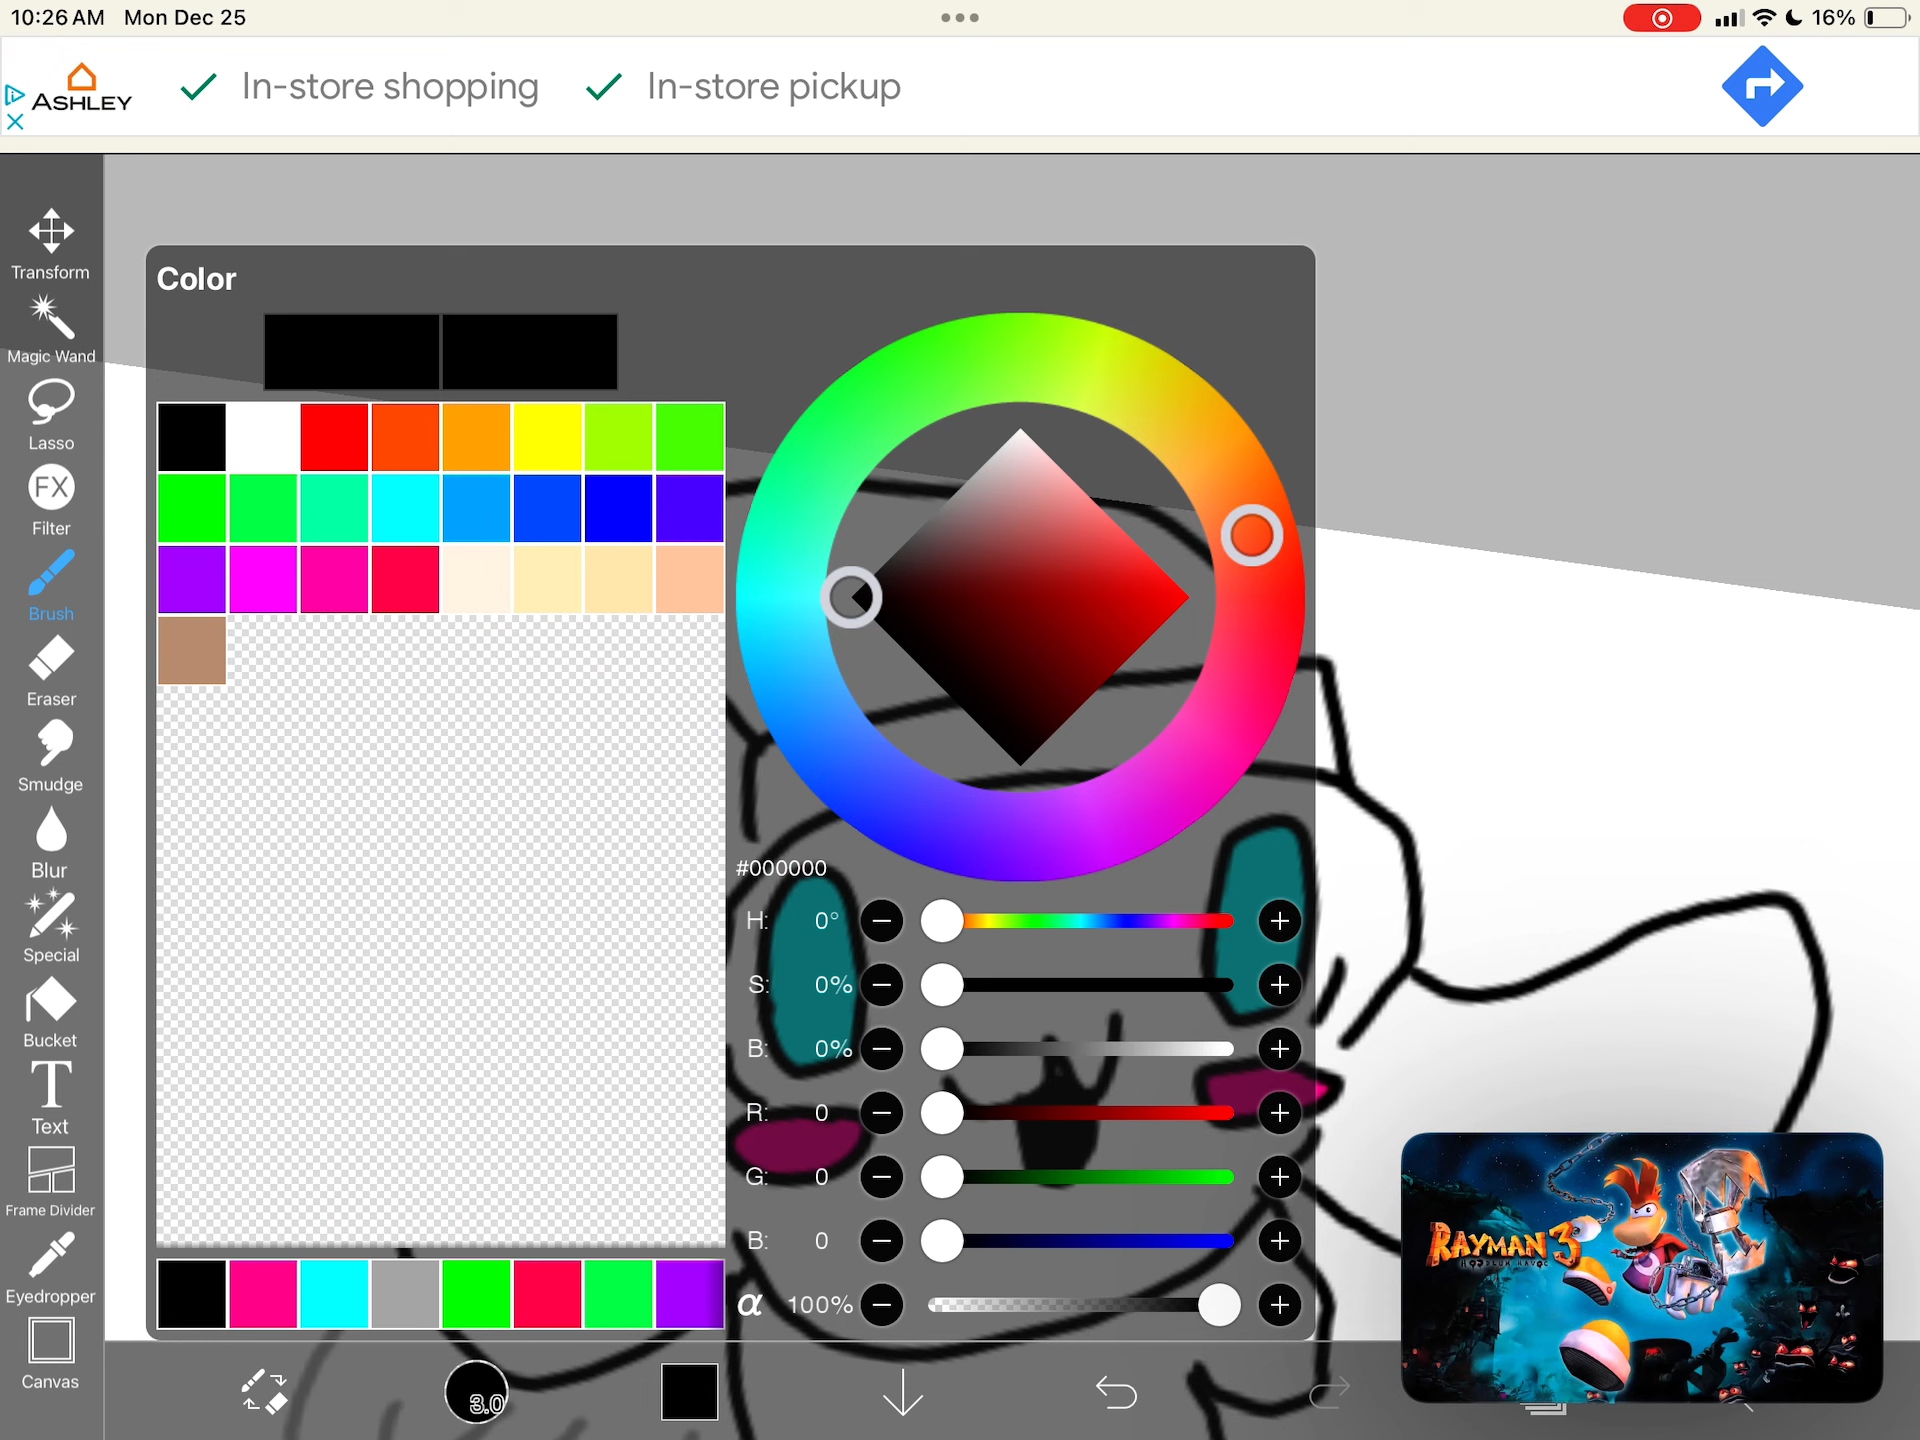 10:26 AM Mon Dec 25
16%
ASHLEY
In-store shopping
In-store pickup
Transform
Magic Wand
Lasso
FX
Filter
Brush
Eraser
Smudge
Blur
Special
Bucket
T
Text
Frame Divider
Eyedropper
Canvas
Color
#000000
H: 0°
S: 0%
B: 0%
R: 0
G: 0
B: 0
α 100%
3.0
RAYMAN 3
HOODLUM HAVOC